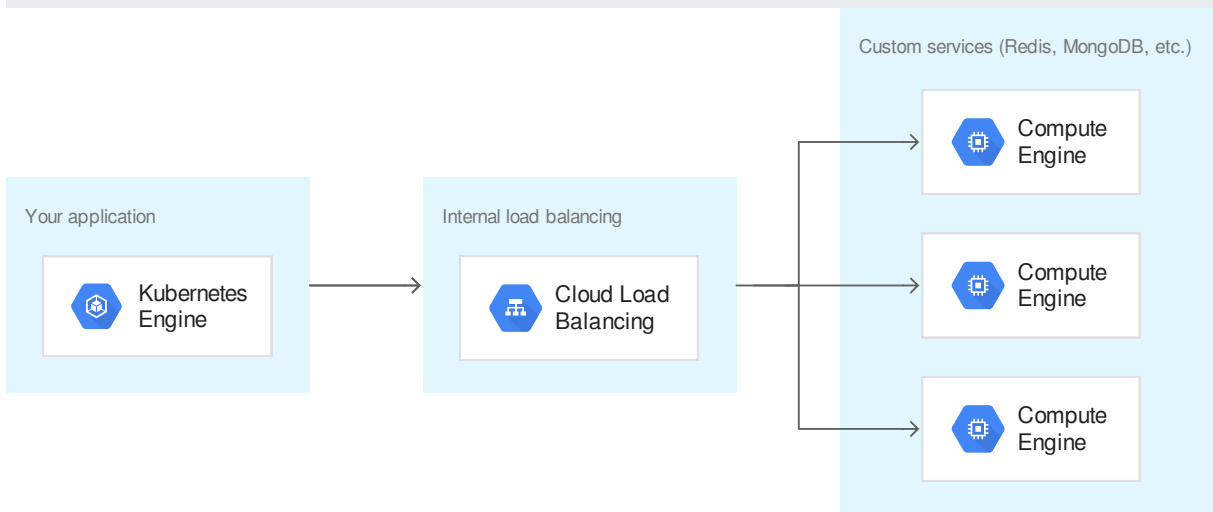 Custom services (Redis, MongoDB, etc.)
Compute
Engine
Your application
Kubernetes
Engine
Internal load balancing
Cloud Load
Balancing
Compute
Engine
Compute
Engine